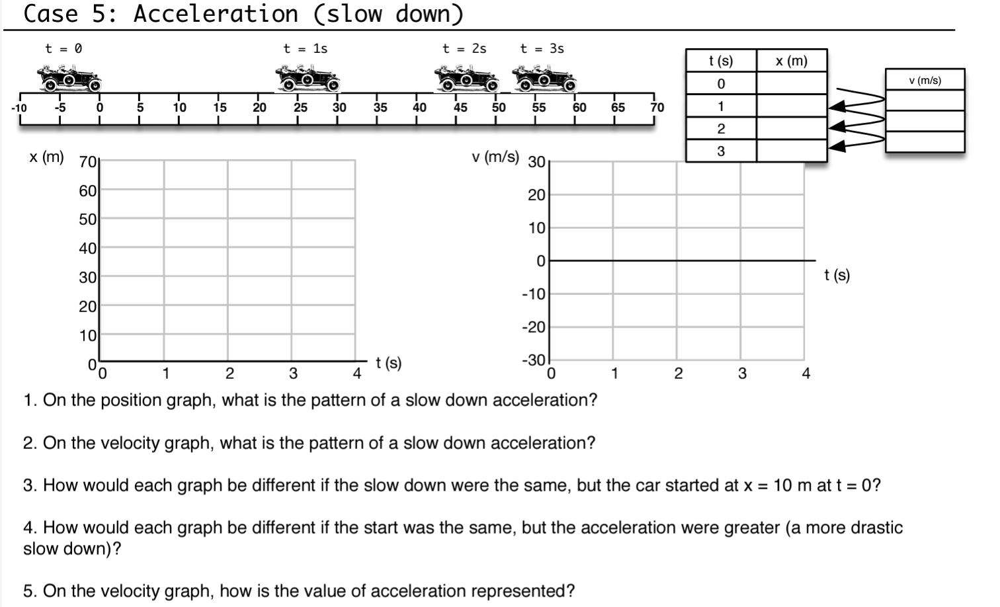 Case 5: Acceleration (slow down)
t = 0
t = 1s
t = 2s
t = 3s
-10 -5 0 5 10 15 20 25 30 35 40 45 50 55 60 65 70
t (s) x (m)
0
1
2
3
v (m/s)
x (m)
70
60
50
40
30
20
10
0
0 1 2 3 4
t (s)
v (m/s)
30
20
10
0
-10
-20
-30
0 1 2 3 4
t (s)
1. On the position graph, what is the pattern of a slow down acceleration?
2. On the velocity graph, what is the pattern of a slow down acceleration?
3. How would each graph be different if the slow down were the same, but the car started at x = 10 m at t = 0?
4. How would each graph be different if the start was the same, but the acceleration were greater (a more drastic
slow down)?
5. On the velocity graph, how is the value of acceleration represented?